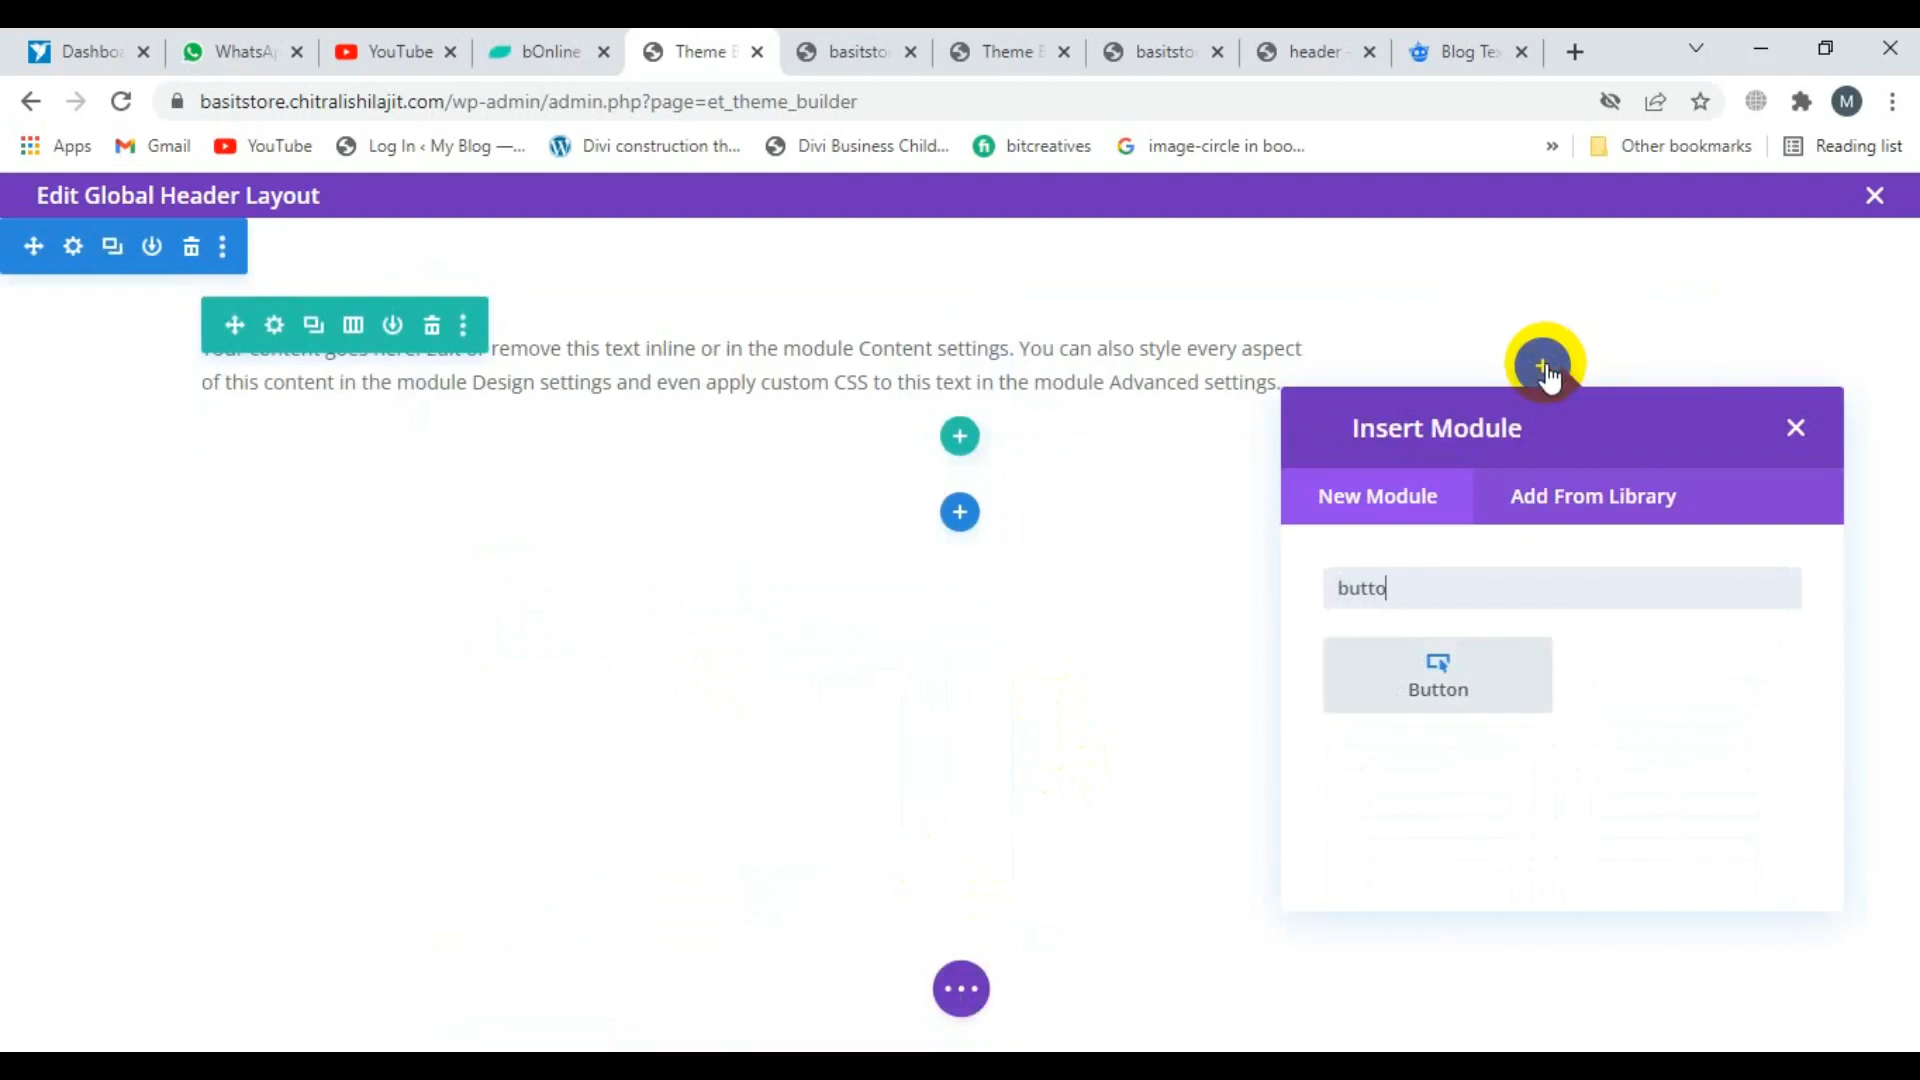 Dashbo
WhatsA
YouTube
bOnline
Theme B
basitsto
Theme B
basitsto
header -
Blog Te
basitstore.chitralishilajit.com/wp-admin/admin.php?page=et_theme_builder
M
Apps
Gmail
YouTube
Log In ‹ My Blog —...
Divi construction th...
Divi Business Child...
bitcreatives
image-circle in boo...
»
Other bookmarks
Reading list
Edit Global Header Layout
remove this text inline or in the module Content settings. You can also style every aspect
of this content in the module Design settings and even apply custom CSS to this text in the module Advanced settings.
Insert Module
New Module
Add From Library
butto
Button